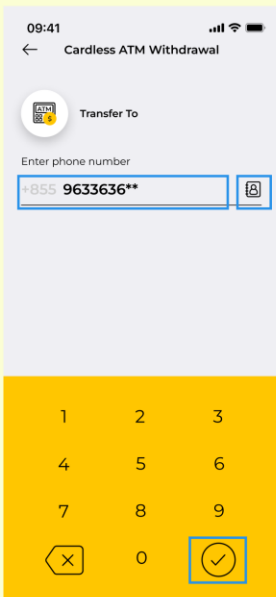 09:41
Cardless ATM Withdrawal
ATM
$
Transfer To
Enter phone number
+855 9633636**
1 2 3
4 5 6
7 8 9
0